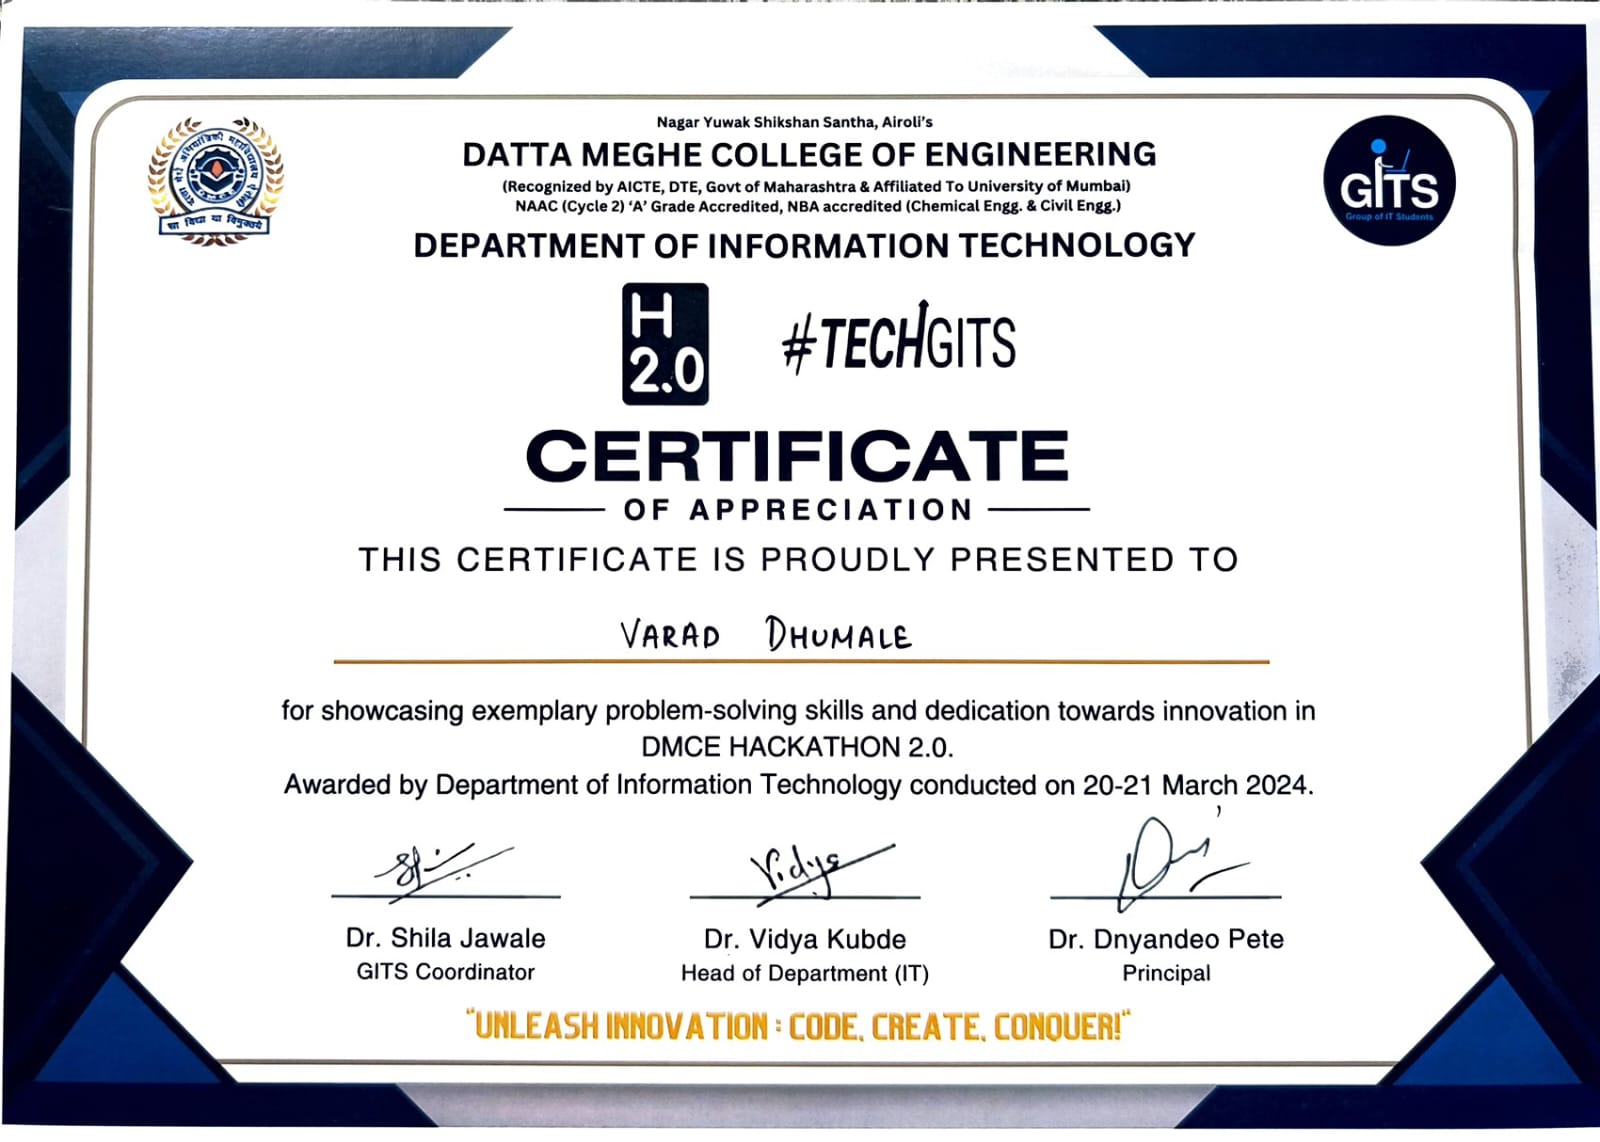 Nagar Yuwak Shikshan Santha, Airoli's
DATTA MEGHE COLLEGE OF ENGINEERING
(Recognized by AICTE, DTE, Govt of Maharashtra & Affiliated To University of Mumbai)
NAAC (Cycle 2) 'A' Grade Accredited, NBA accredited (Chemical Engg. & Civil Engg.)
DEPARTMENT OF INFORMATION TECHNOLOGY
सा विद्या या विमुक्तये
GITS
Group of IT Students
H
2.0
#TECHGITS
CERTIFICATE
OF APPRECIATION
THIS CERTIFICATE IS PROUDLY PRESENTED TO
VARAD DHUMALE
for showcasing exemplary problem-solving skills and dedication towards innovation in
DMCE HACKATHON 2.0.
Awarded by Department of Information Technology conducted on 20-21 March 2024.
Vidya
Dr. Shila Jawale
GITS Coordinator
Dr. Vidya Kubde
Head of Department (IT)
Dr. Dnyandeo Pete
Principal
"UNLEASH INNOVATION : CODE, CREATE, CONQUER!"